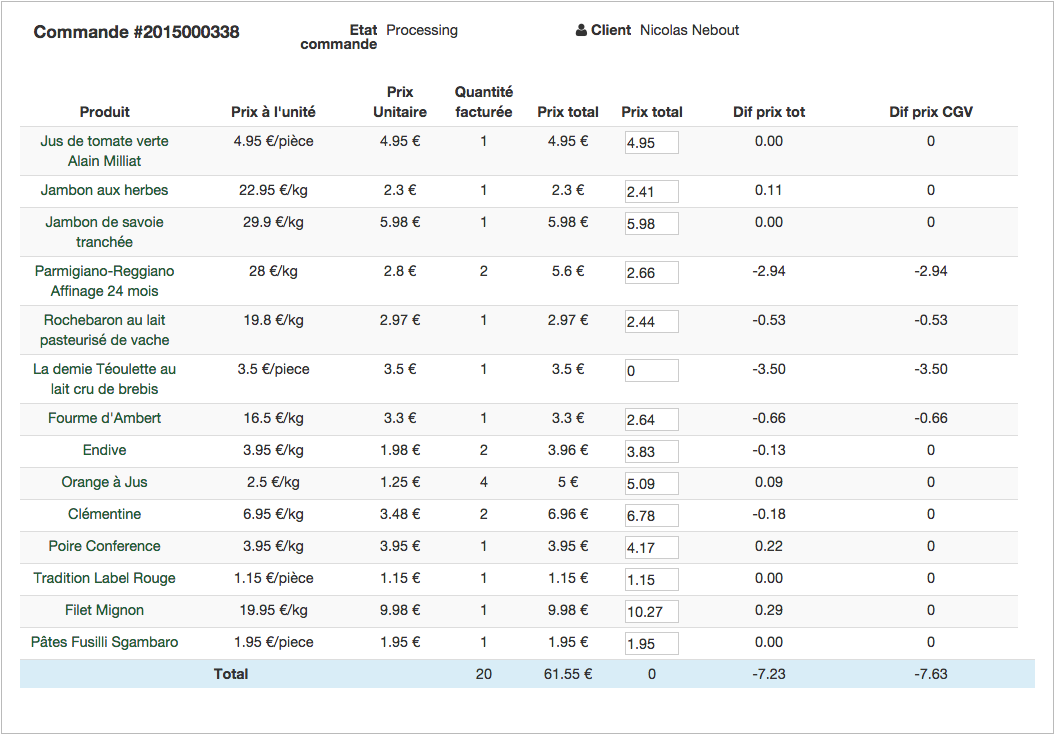 Commande #2015000338
Etat commande Processing
Client Nicolas Nebout
Produit Prix à l'unité Prix Unitaire Quantité facturée Prix total Prix total Dif prix tot Dif prix CGV
Jus de tomate verte Alain Milliat 4.95 €/pièce 4.95 € 1 4.95 € 4.95 0.00 0
Jambon aux herbes 22.95 €/kg 2.3 € 1 2.3 € 2.41 0.11 0
Jambon de savoie tranchée 29.9 €/kg 5.98 € 1 5.98 € 5.98 0.00 0
Parmigiano-Reggiano Affinage 24 mois 28 €/kg 2.8 € 2 5.6 € 2.66 -2.94 -2.94
Rochebaron au lait pasteurisé de vache 19.8 €/kg 2.97 € 1 2.97 € 2.44 -0.53 -0.53
La demie Téoulette au lait cru de brebis 3.5 €/piece 3.5 € 1 3.5 € 0 -3.50 -3.50
Fourme d'Ambert 16.5 €/kg 3.3 € 1 3.3 € 2.64 -0.66 -0.66
Endive 3.95 €/kg 1.98 € 2 3.96 € 3.83 -0.13 0
Orange à Jus 2.5 €/kg 1.25 € 4 5 € 5.09 0.09 0
Clémentine 6.95 €/kg 3.48 € 2 6.96 € 6.78 -0.18 0
Poire Conference 3.95 €/kg 3.95 € 1 3.95 € 4.17 0.22 0
Tradition Label Rouge 1.15 €/pièce 1.15 € 1 1.15 € 1.15 0.00 0
Filet Mignon 19.95 €/kg 9.98 € 1 9.98 € 10.27 0.29 0
Pâtes Fusilli Sgambaro 1.95 €/piece 1.95 € 1 1.95 € 1.95 0.00 0
Total 20 61.55 € 0 -7.23 -7.63